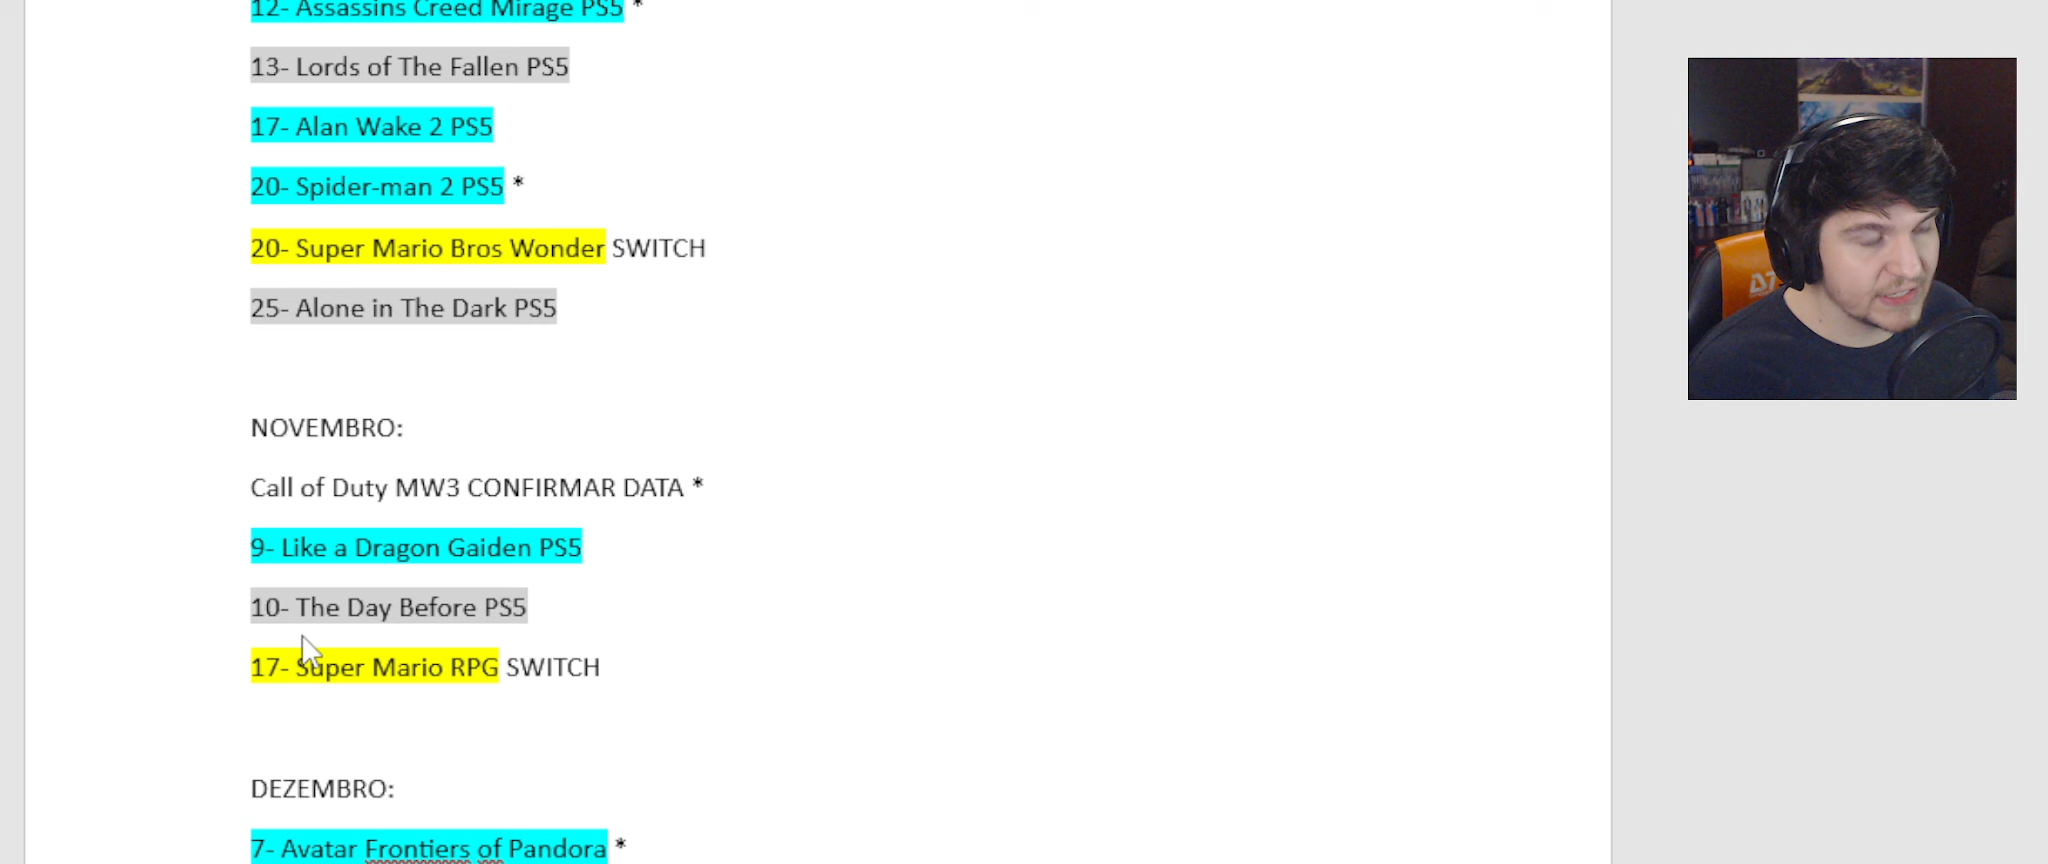 12- Assassins Creed Mirage PS5 *
13- Lords of The Fallen PS5
17- Alan Wake 2 PS5
20- Spider-man 2 PS5 *
20- Super Mario Bros Wonder SWITCH
25- Alone in The Dark PS5
NOVEMBRO:
Call of Duty MW3 CONFIRMAR DATA *
9- Like a Dragon Gaiden PS5
10- The Day Before PS5
17- Super Mario RPG SWITCH
DEZEMBRO:
7- Avatar Frontiers of Pandora *